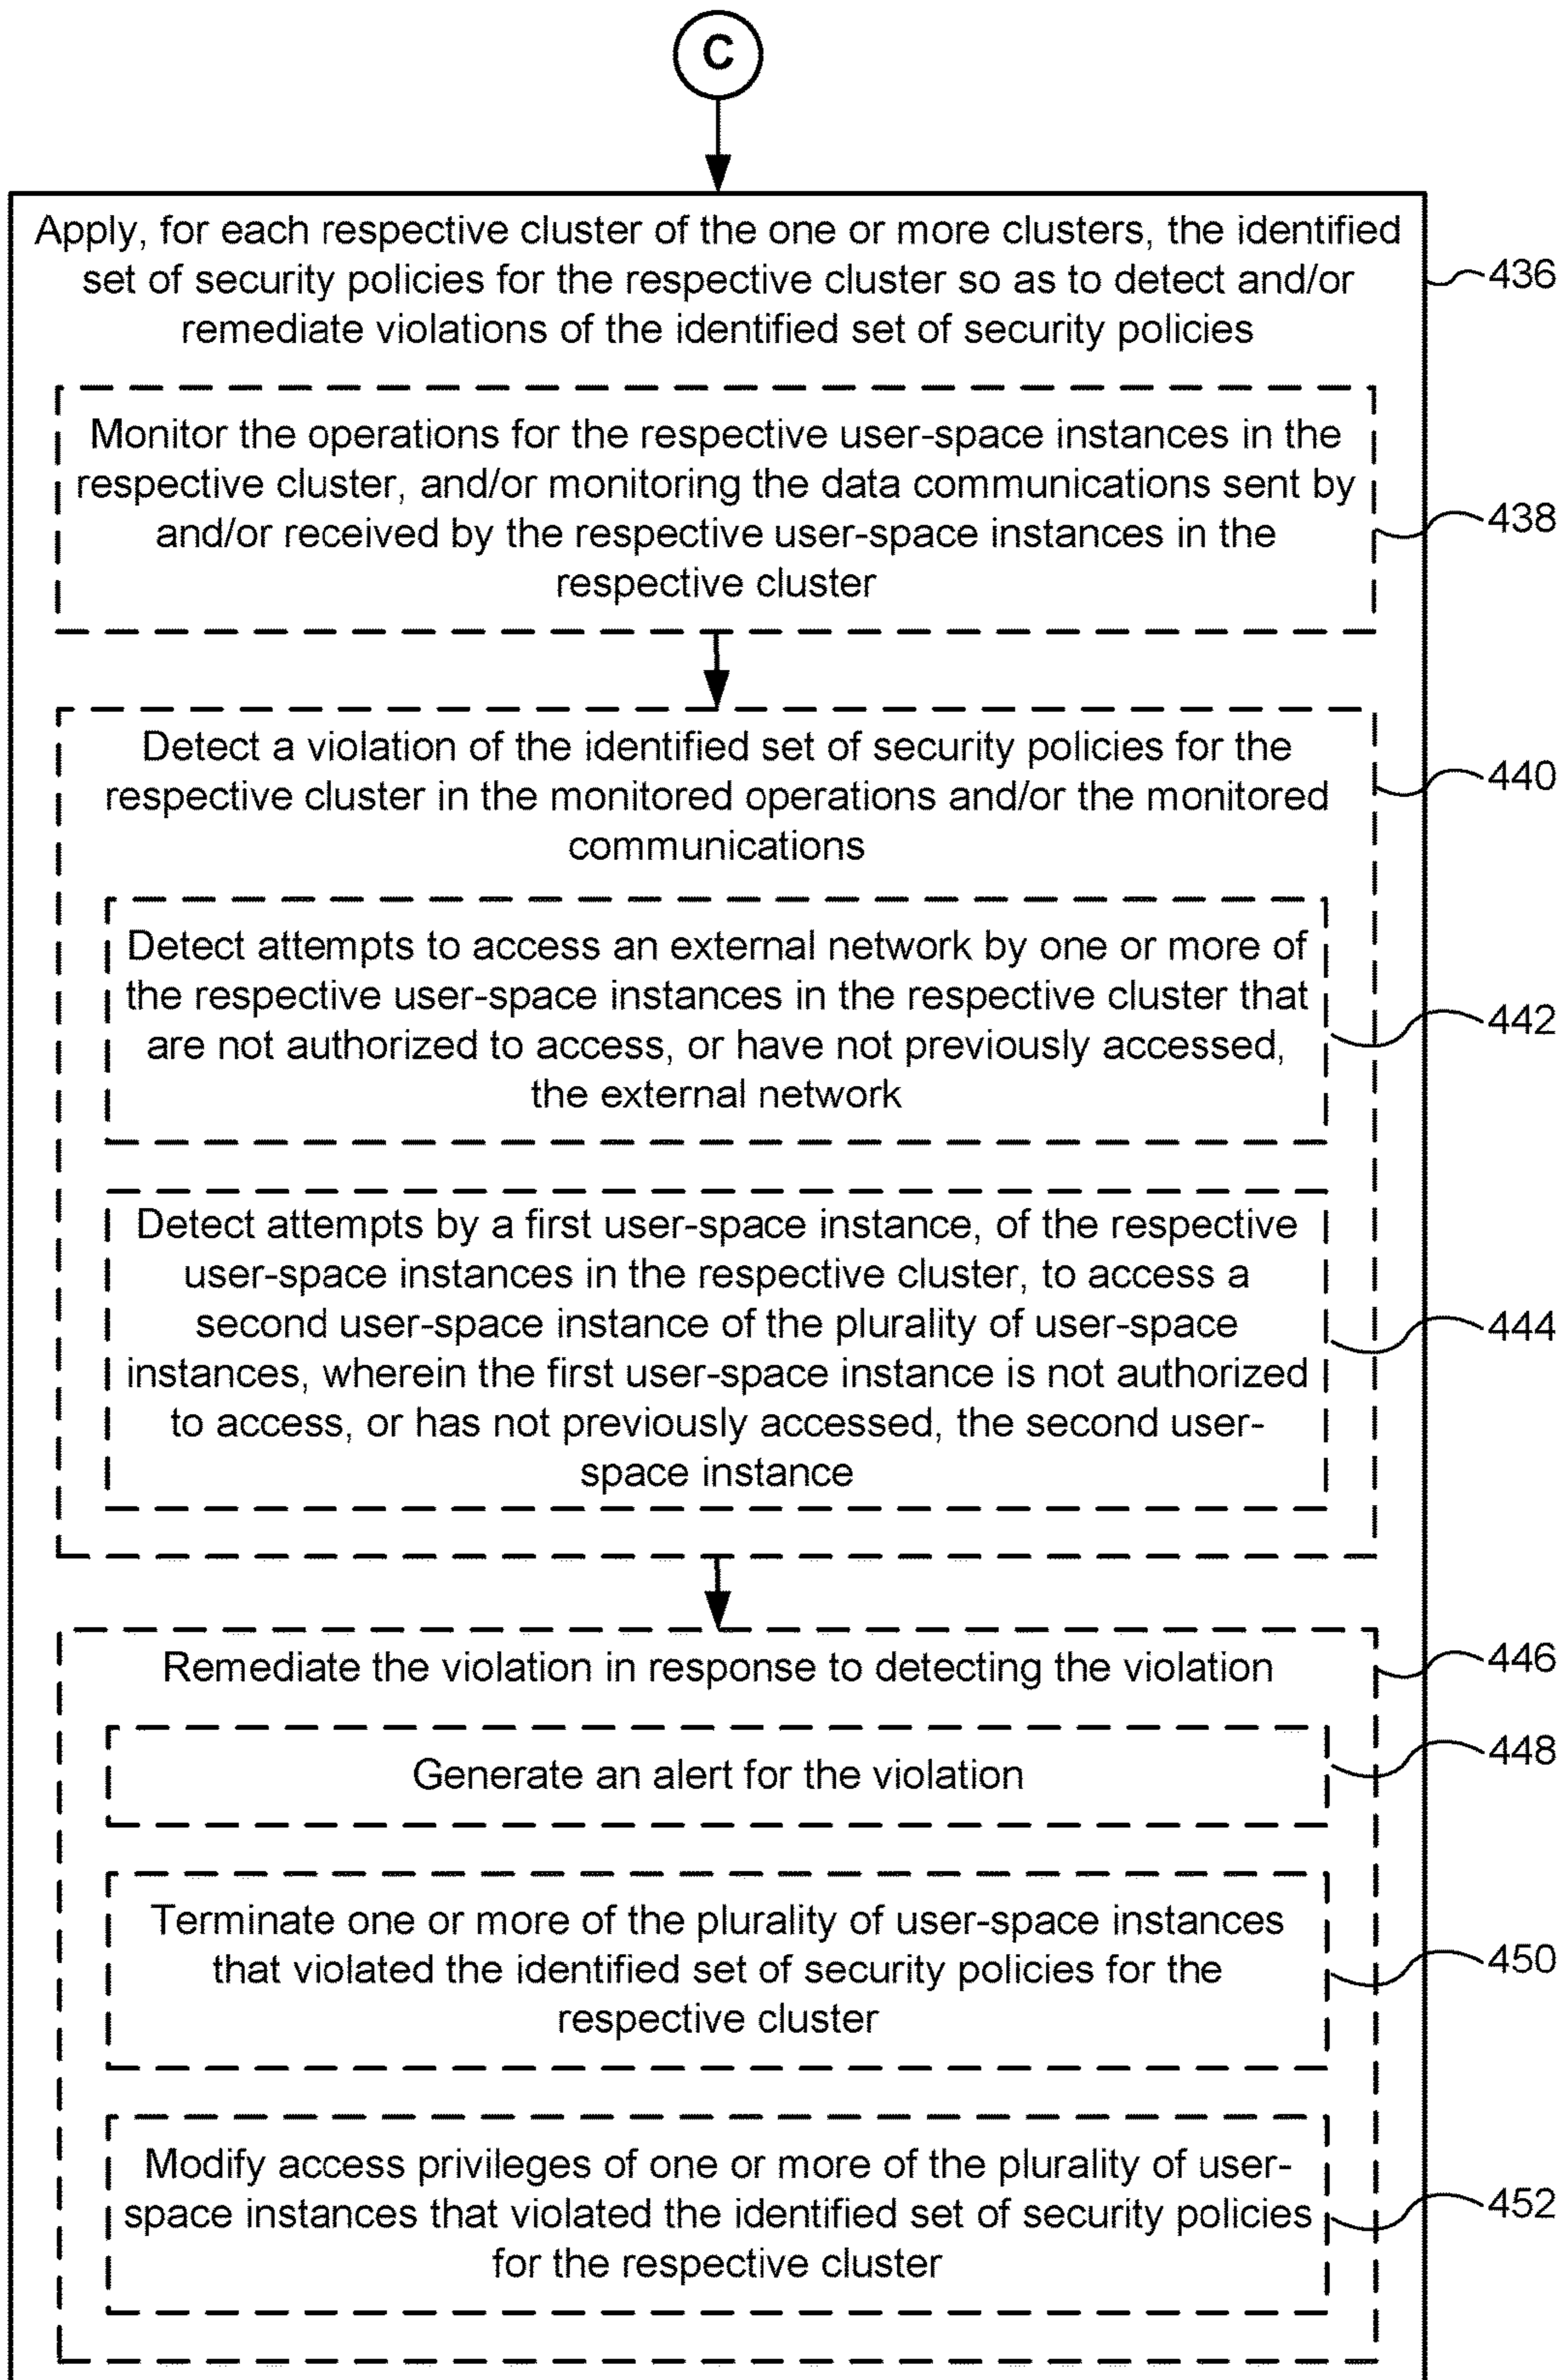 C
Apply, for each respective cluster of the one or more clusters, the identified
set of security policies for the respective cluster so as to detect and/or
remediate violations of the identified set of security policies
436
Monitor the operations for the respective user-space instances in the
respective cluster, and/or monitoring the data communications sent by
and/or received by the respective user-space instances in the
respective cluster
438
Detect a violation of the identified set of security policies for the
respective cluster in the monitored operations and/or the monitored
communications
440
Detect attempts to access an external network by one or more of
the respective user-space instances in the respective cluster that
are not authorized to access, or have not previously accessed,
the external network
442
Detect attempts by a first user-space instance, of the respective
user-space instances in the respective cluster, to access a
second user-space instance of the plurality of user-space
instances, wherein the first user-space instance is not authorized
to access, or has not previously accessed, the second user-
space instance
444
Remediate the violation in response to detecting the violation
446
Generate an alert for the violation
448
Terminate one or more of the plurality of user-space instances
that violated the identified set of security policies for the
respective cluster
450
Modify access privileges of one or more of the plurality of user-
space instances that violated the identified set of security policies
for the respective cluster
452